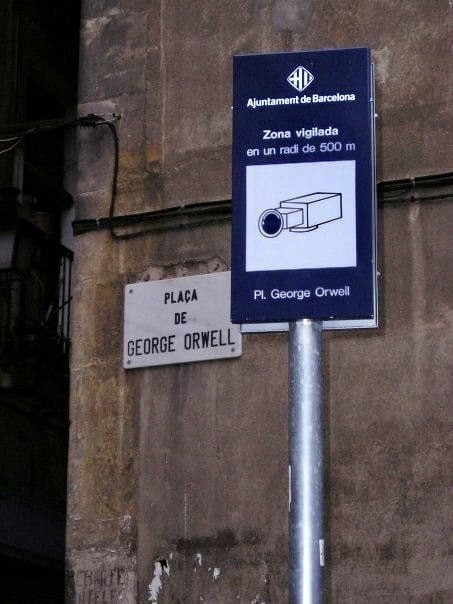 Ajuntament de Barcelona
Zona vigilada
en un radi de 500 m
Pl. George Orwell
PLAÇA
DE
GEORGE ORWELL